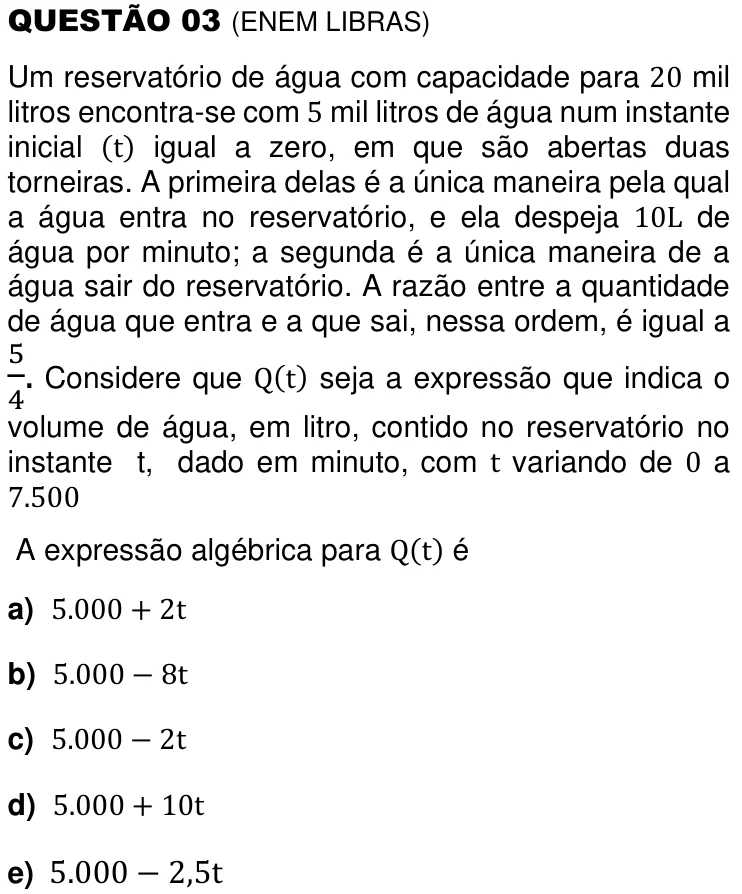 QUESTÃO 03 (ENEM LIBRAS)
Um reservatório de água com capacidade para 20 mil
litros encontra-se com 5 mil litros de água num instante
inicial (t) igual a zero, em que são abertas duas
torneiras. A primeira delas é a única maneira pela qual
a água entra no reservatório, e ela despeja 10L de
água por minuto; a segunda é a única maneira de a
água sair do reservatório. A razão entre a quantidade
de água que entra e a que sai, nessa ordem, é igual a
5/4. Considere que Q(t) seja a expressão que indica o
volume de água, em litro, contido no reservatório no
instante t, dado em minuto, com t variando de 0 a
7.500
A expressão algébrica para Q(t) é
a) 5.000 + 2t
b) 5.000 − 8t
c) 5.000 − 2t
d) 5.000 + 10t
e) 5.000 − 2,5t